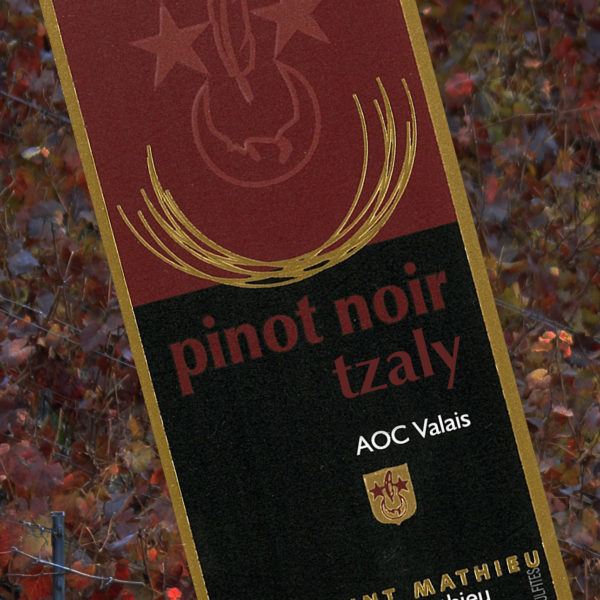 pinot noir
tzaly
AOC Valais
MATHIEU